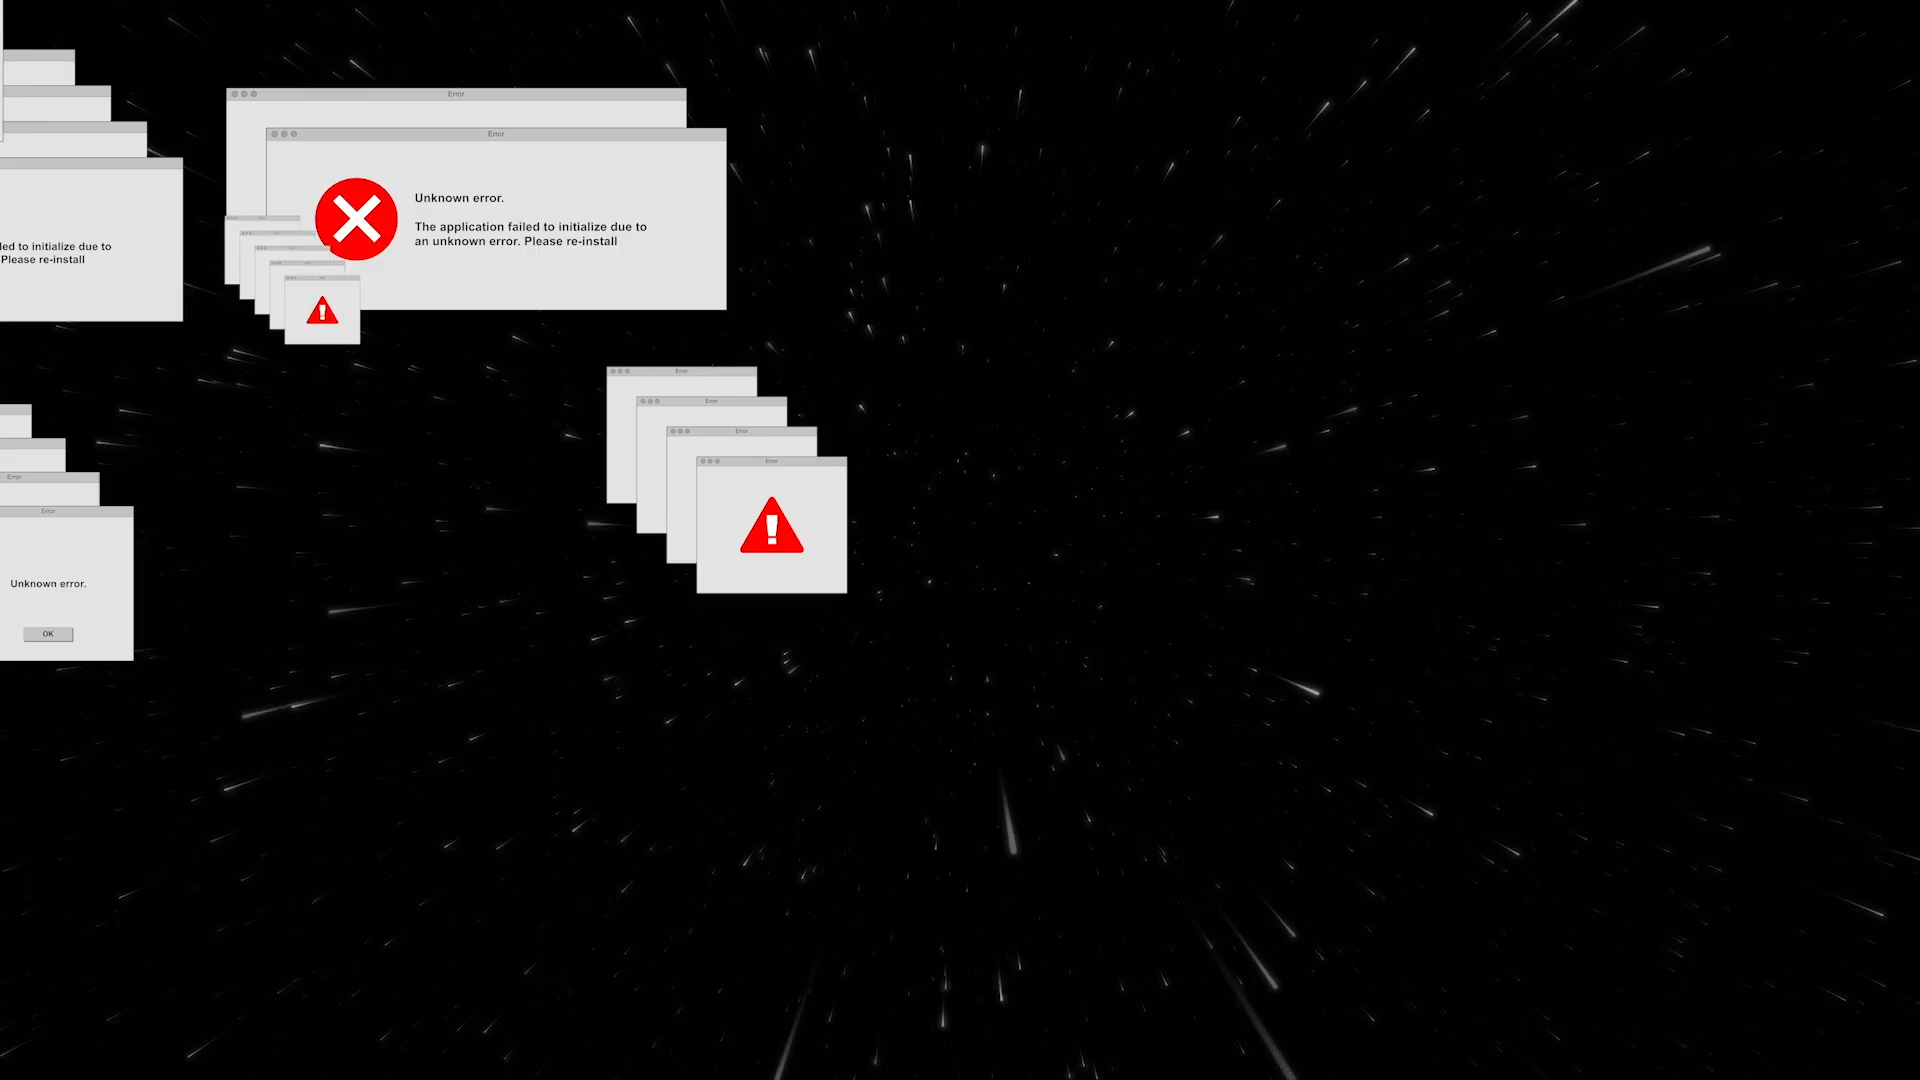 Error
Error
Unknown error.
The application failed to initialize due to
an unknown error. Please re-install
led to initialize due to
Please re-install
Error
Error
Error
Error
Error
Error
Unknown error.
OK